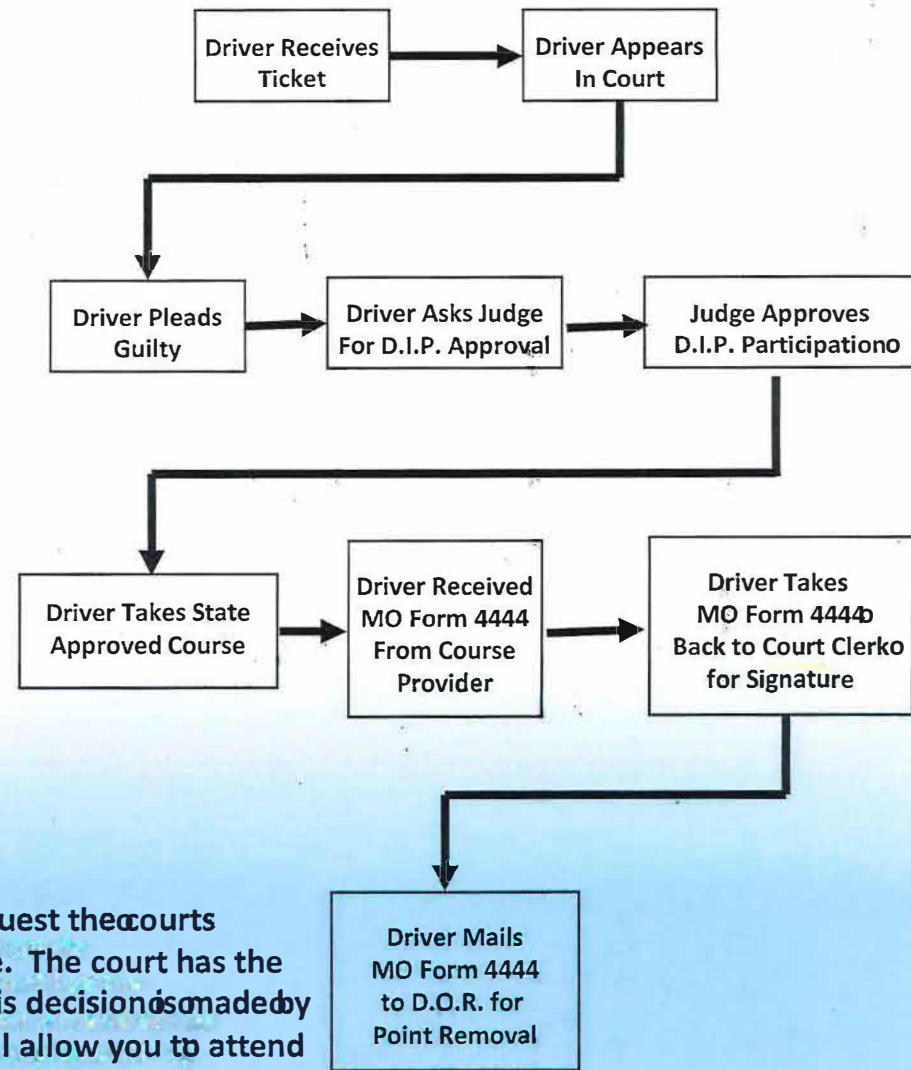 Driver Receives
Ticket
Driver Appears
In Court
Driver Pleads
Guilty
Driver Asks Judge
For D.I.P. Approval
Judge Approves
D.I.P. Participationo
Driver Takes State
Approved Course
Driver Received
MO Form 4444
From Course
Provider
Driver Takes
MO Form 4444o
Back to Court Clerko
for Signature
Driver Mails
MO Form 4444
to D.O.R. for
Point Removal
uest theocourts
e. The court has the
is decisionoisomadeoby
l allow you to attend